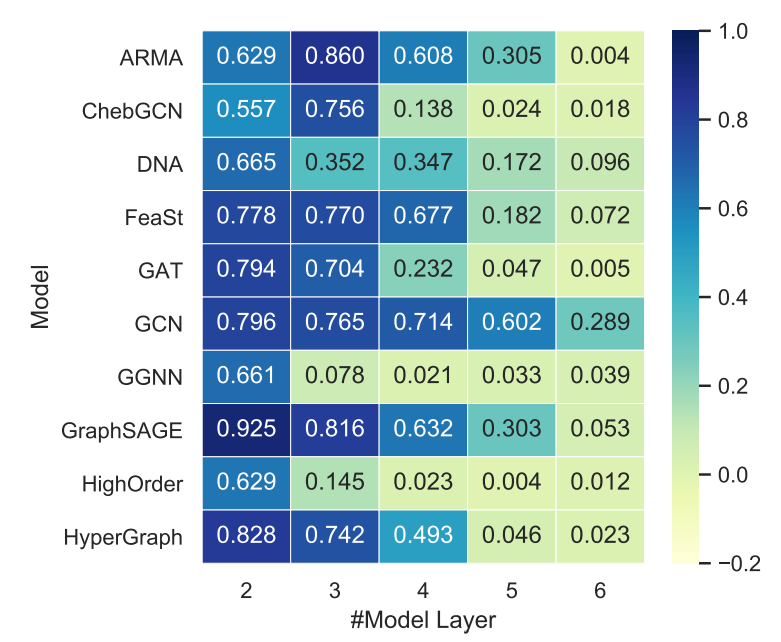 ARMA 0.629 0.860 0.608 0.305 0.004
ChebGCN 0.557 0.756 0.138 0.024 0.018
DNA 0.665 0.352 0.347 0.172 0.096
FeaSt 0.778 0.770 0.677 0.182 0.072
GAT 0.794 0.704 0.232 0.047 0.005
GCN 0.796 0.765 0.714 0.602 0.289
GGNN 0.661 0.078 0.021 0.033 0.039
GraphSAGE 0.925 0.816 0.632 0.303 0.053
HighOrder 0.629 0.145 0.023 0.004 0.012
HyperGraph 0.828 0.742 0.493 0.046 0.023
2 3 4 5 6
#Model Layer
Model
1.0
0.8
0.6
0.4
0.2
0.0
−0.2